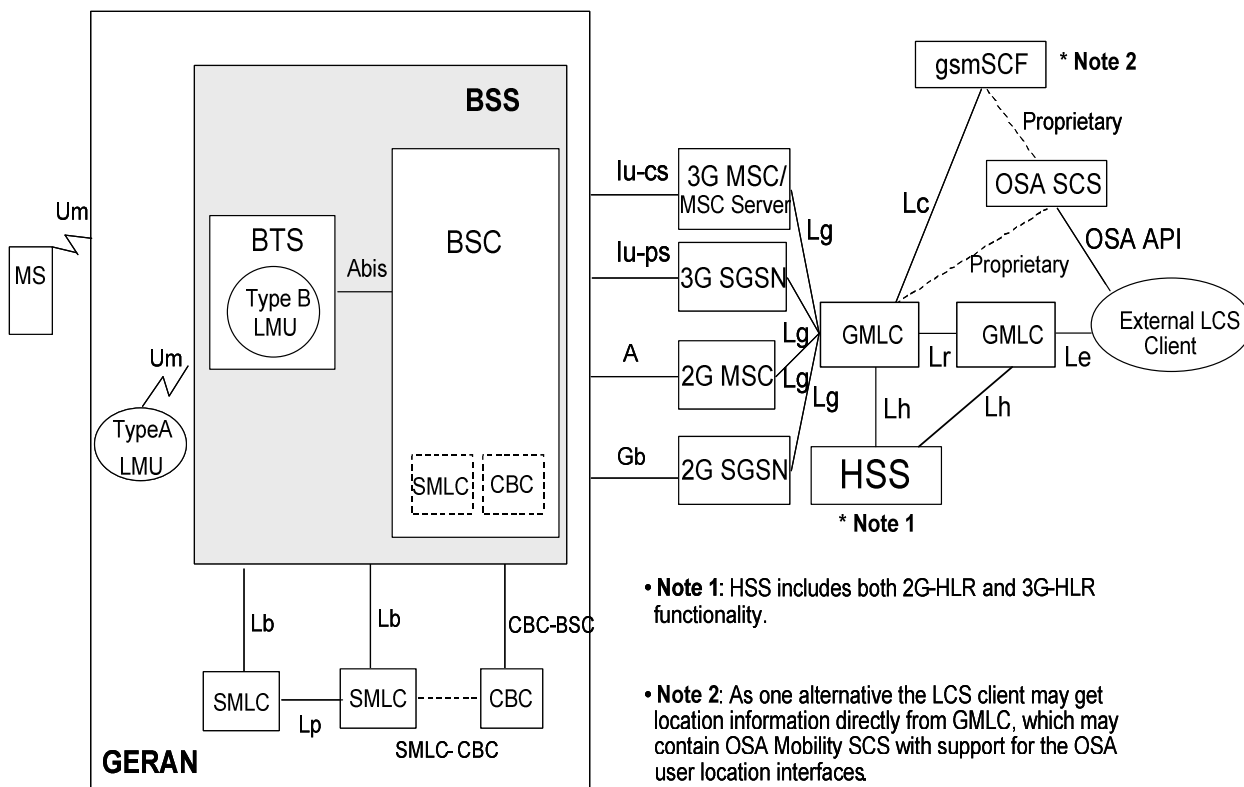 gsmSCF
* Note 2
BSS
Proprietary
Iu-cs
3G MSC/
MSC Server
OSA SCS
Um
Lc
BTS
BSC
Lg
OSA API
MS
Abis
Iu-ps
Proprietary
Type B
LMU
3G SGSN
GMLC
GMLC
External LCS
Client
Um
A
Lg
Lr
Le
2G MSC
Lg
Lg
Lh
Lh
TypeA
LMU
Gb
SMLC
CBC
2G SGSN
HSS
* Note 1
• Note 1: HSS includes both 2G-HLR and 3G-HLR
functionality.
Lb
Lb
CBC-BSC
SMLC
SMLC
CBC
Lp
SMLC- CBC
GERAN
• Note 2: As one alternative the LCS client may get
location information directly from GMLC, which may
contain OSA Mobility SCS with support for the OSA
user location interfaces.